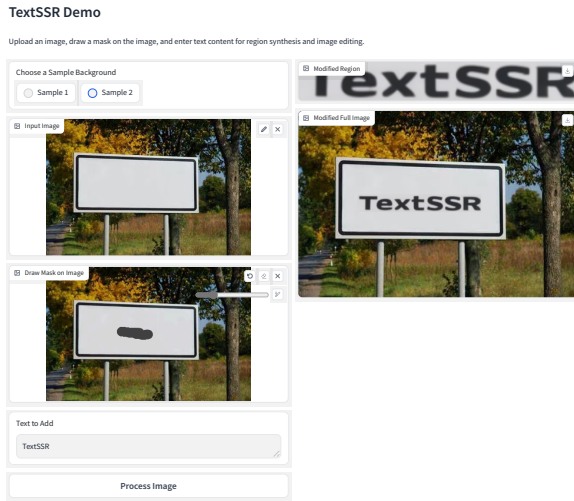 TextSSR Demo
Upload an image, draw a mask on the image, and enter text content for region synthesis and image editing.
Choose a Sample Background
Sample 1
Sample 2
Input Image
Draw Mask on Image
Text to Add
TextSSR
Process Image
Modified Region
TextSSR
Modified Full Image
TextSSR